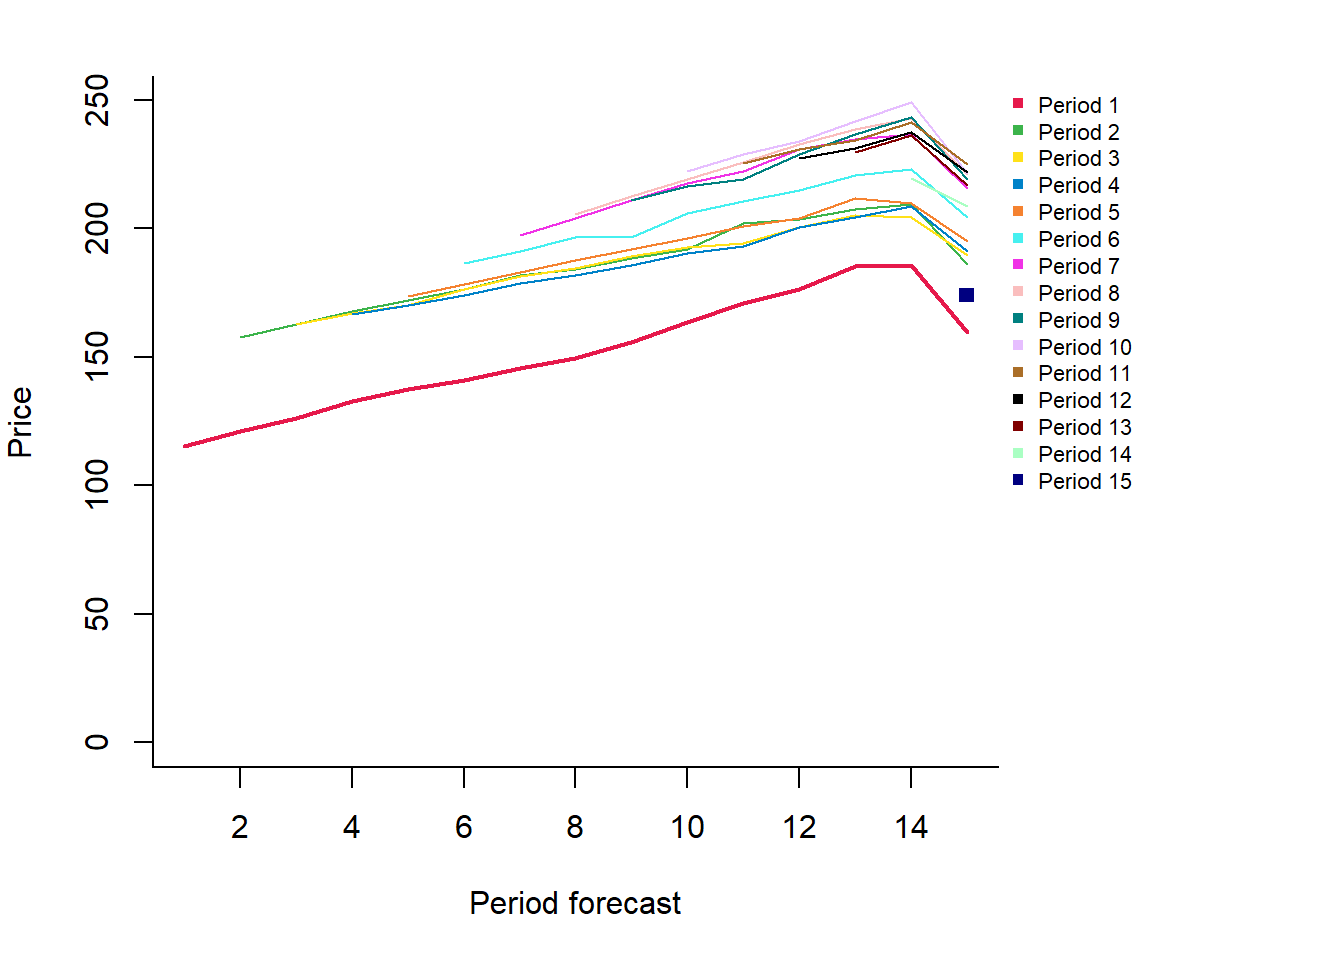 Price
250
200
150
100
50
0
2 4 6 8 10 12 14
Period forecast
Period 1
Period 2
Period 3
Period 4
Period 5
Period 6
Period 7
Period 8
Period 9
Period 10
Period 11
Period 12
Period 13
Period 14
Period 15